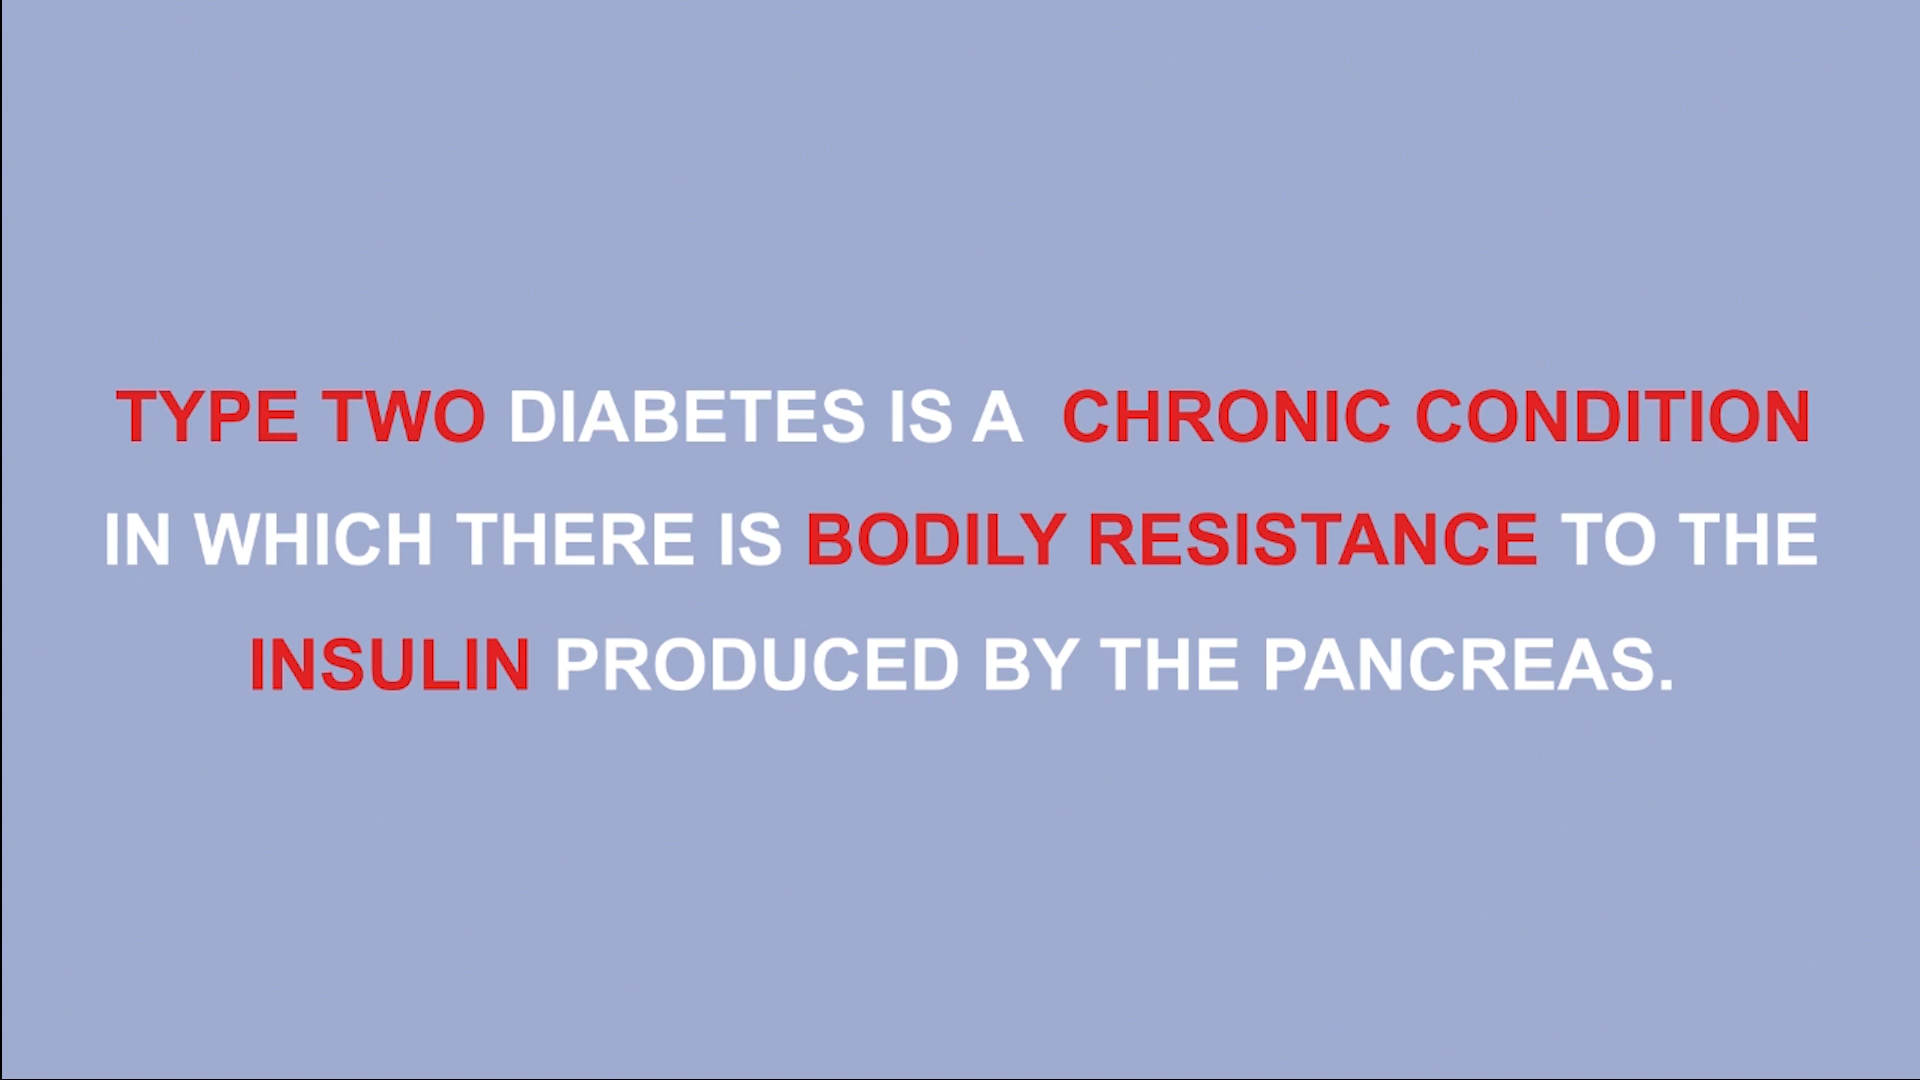 TYPE TWO DIABETES IS A CHRONIC CONDITION
IN WHICH THERE IS BODILY RESISTANCE TO THE
INSULIN PRODUCED BY THE PANCREAS.